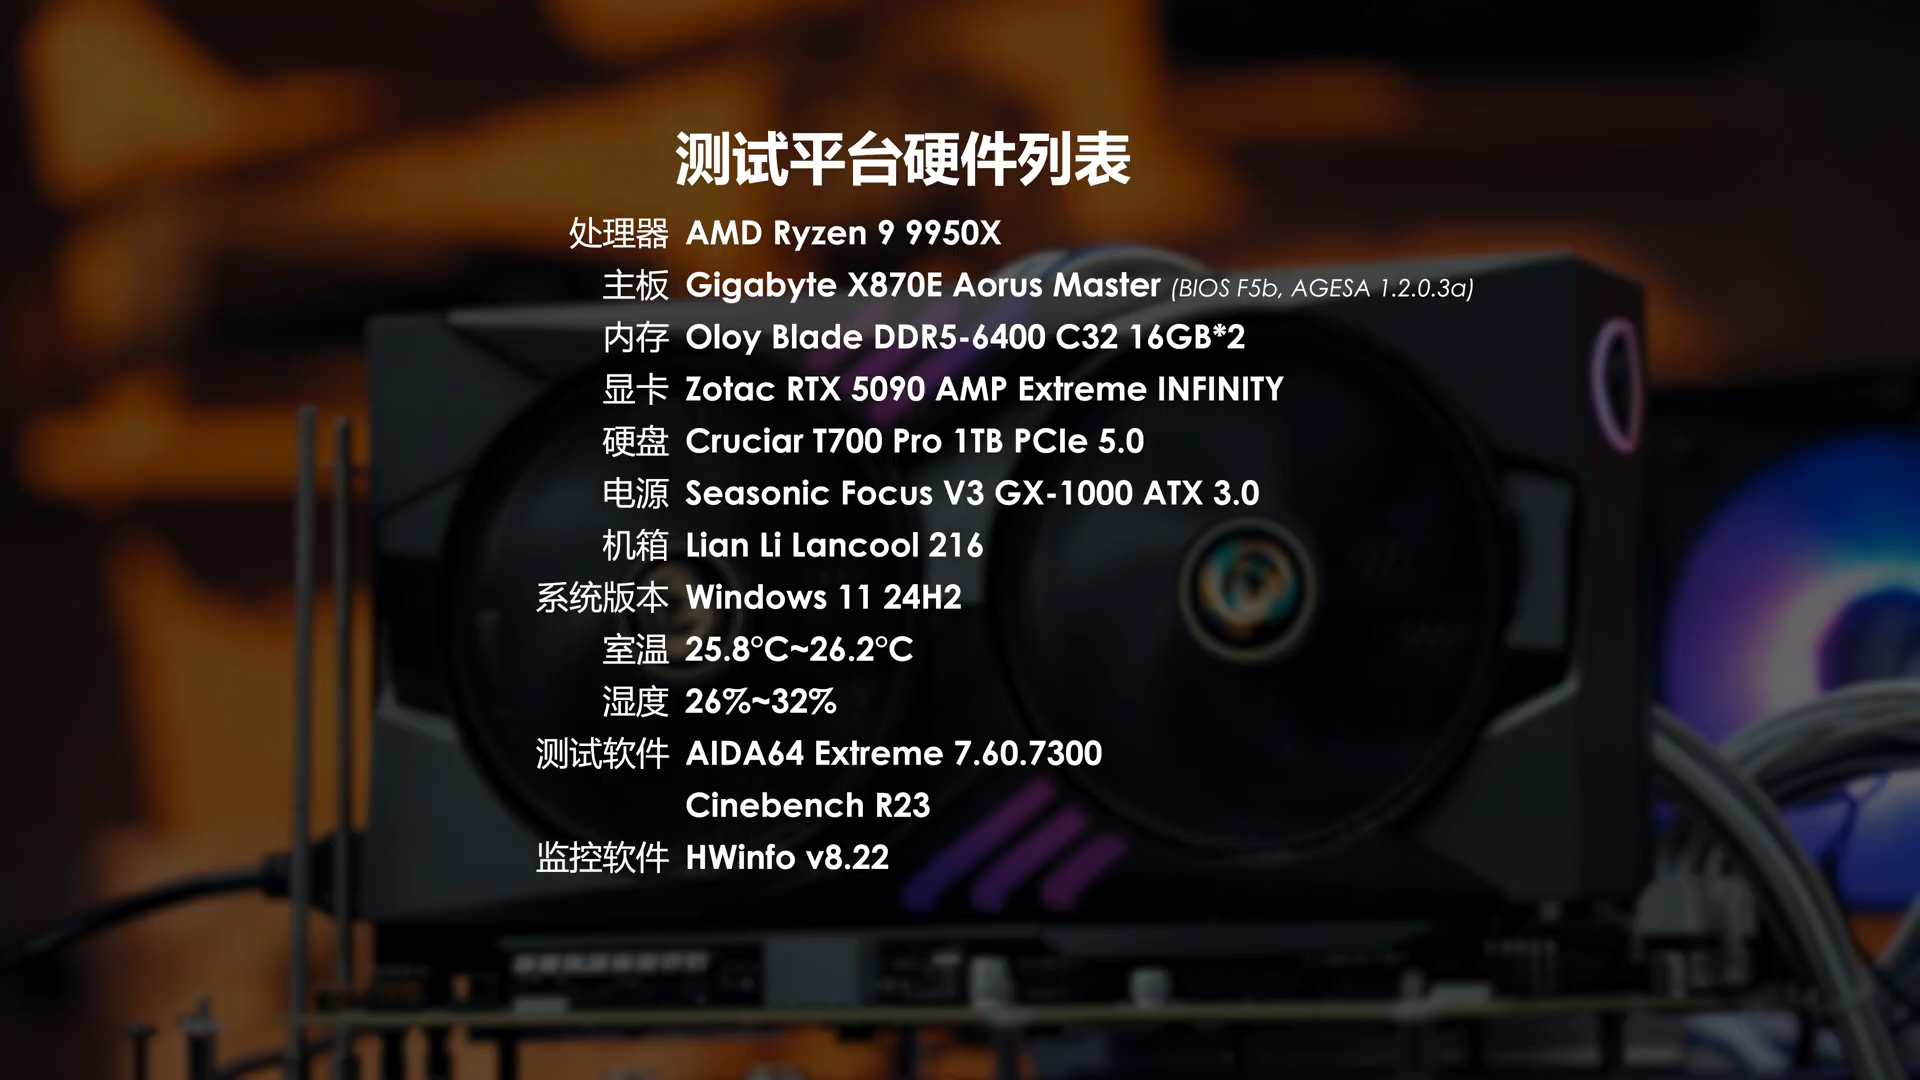 测试平台硬件列表
处理器 AMD Ryzen 9 9950X
主板 Gigabyte X870E Aorus Master (BIOS F5b, AGESA 1.2.0.3a)
内存 Oloy Blade DDR5-6400 C32 16GB*2
显卡 Zotac RTX 5090 AMP Extreme INFINITY
硬盘 Cruciar T700 Pro 1TB PCIe 5.0
电源 Seasonic Focus V3 GX-1000 ATX 3.0
机箱 Lian Li Lancool 216
系统版本 Windows 11 24H2
室温 25.8°C~26.2°C
湿度 26%~32%
测试软件 AIDA64 Extreme 7.60.7300
Cinebench R23
监控软件 HWinfo v8.22